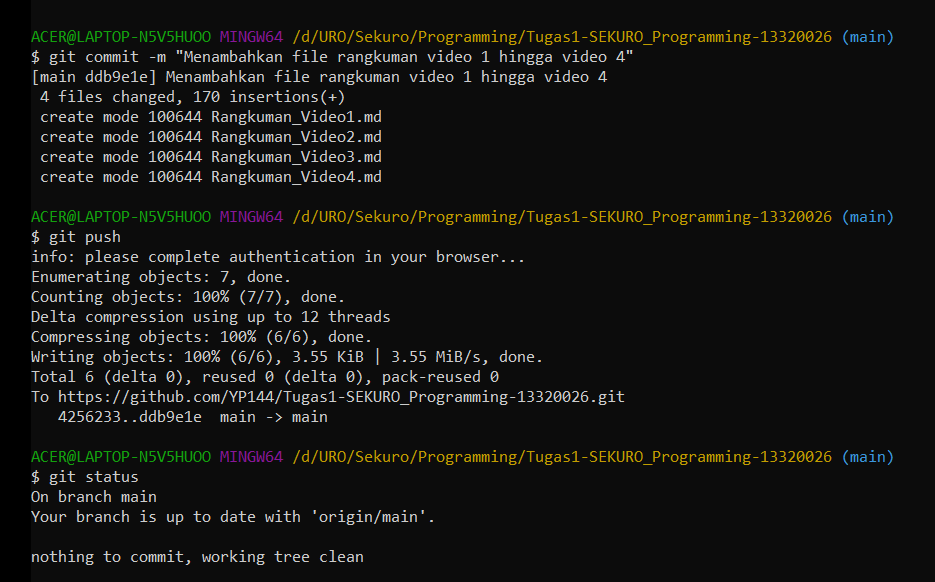 ACER@LAPTOP-N5V5HUOO MINGW64 /d/URO/Sekuro/Programming/Tugas1-SEKURO_Programming-13320026 (main)
$ git commit -m "Menambahkan file rangkuman video 1 hingga video 4"
[main ddb9e1e] Menambahkan file rangkuman video 1 hingga video 4
 4 files changed, 170 insertions(+)
 create mode 100644 Rangkuman_Video1.md
 create mode 100644 Rangkuman_Video2.md
 create mode 100644 Rangkuman_Video3.md
 create mode 100644 Rangkuman_Video4.md
ACER@LAPTOP-N5V5HUOO MINGW64 /d/URO/Sekuro/Programming/Tugas1-SEKURO_Programming-13320026 (main)
$ git push
info: please complete authentication in your browser...
Enumerating objects: 7, done.
Counting objects: 100% (7/7), done.
Delta compression using up to 12 threads
Compressing objects: 100% (6/6), done.
Writing objects: 100% (6/6), 3.55 KiB | 3.55 MiB/s, done.
Total 6 (delta 0), reused 0 (delta 0), pack-reused 0
To https://github.com/YP144/Tugas1-SEKURO_Programming-13320026.git
   4256233..ddb9e1e  main -> main
ACER@LAPTOP-N5V5HUOO MINGW64 /d/URO/Sekuro/Programming/Tugas1-SEKURO_Programming-13320026 (main)
$ git status
On branch main
Your branch is up to date with 'origin/main'.
nothing to commit, working tree clean